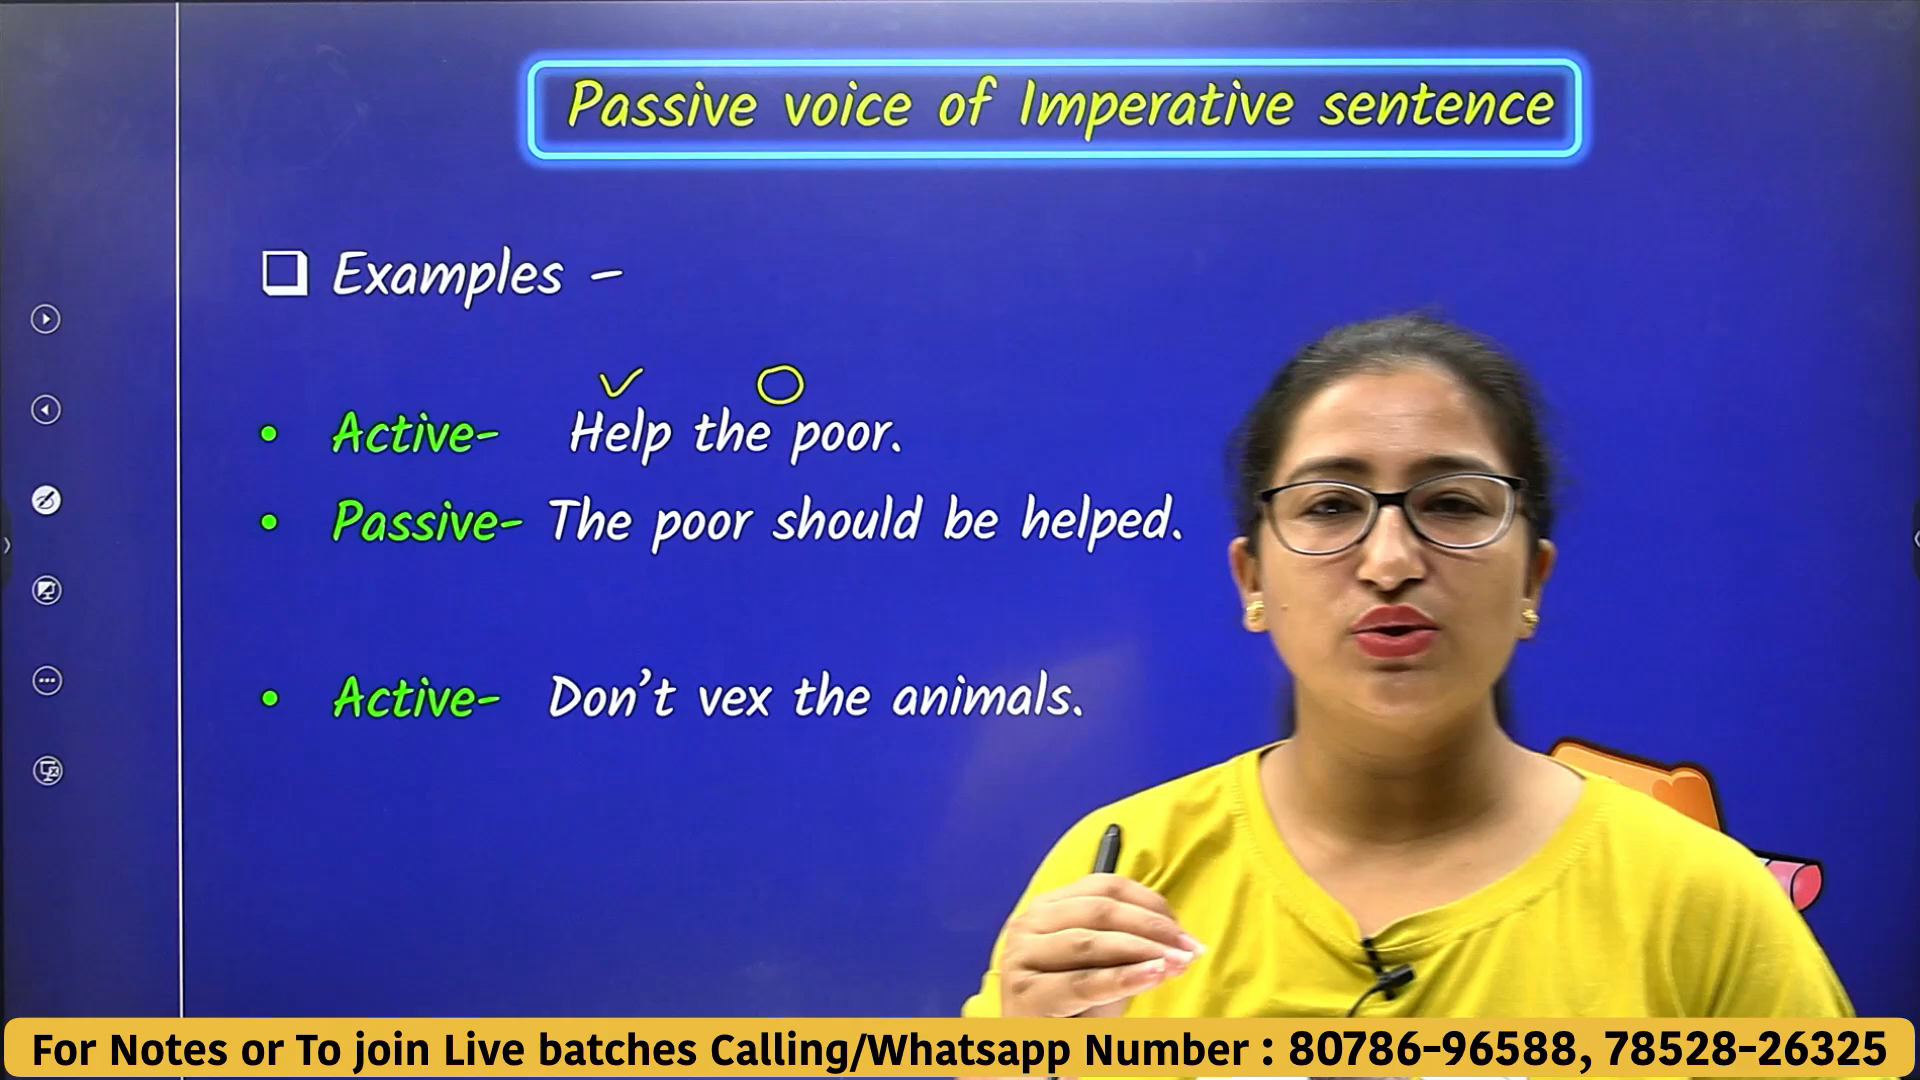 Passive voice of Imperative sentence
Examples –
Active- Help the poor.
Passive- The poor should be helped.
Active- Don't vex the animals.
For Notes or To join Live batches Calling/Whatsapp Number : 80786-96588, 78528-26325